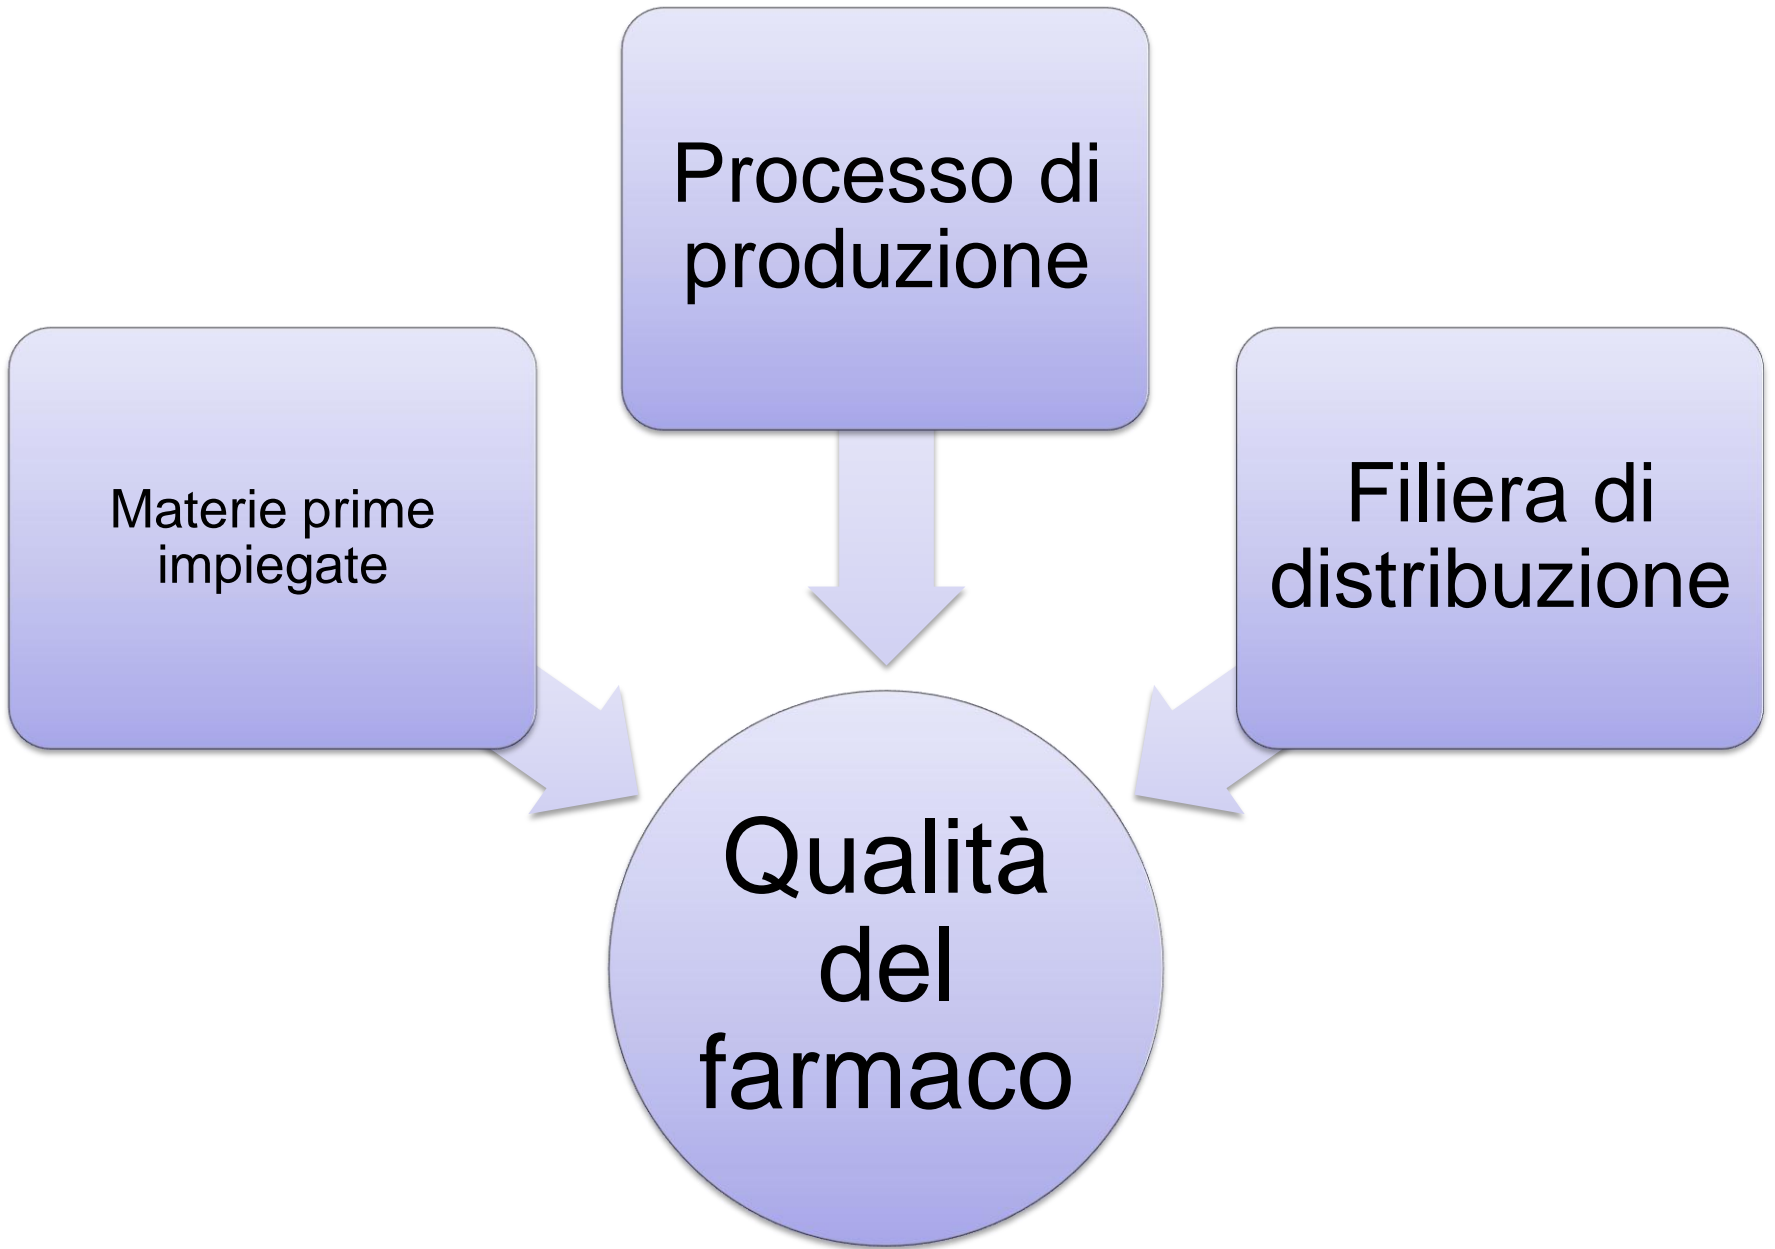 Processo di
produzione
Materie prime
impiegate
Filiera di
distribuzione
Qualità
del
farmaco